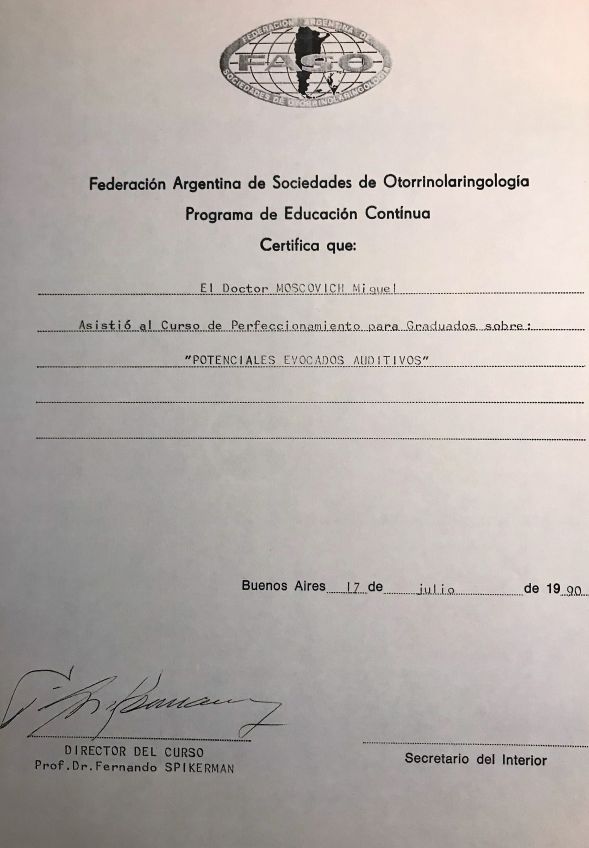 FEDERACION ARGENTINA DE
FASO
SOCIEDADES DE OTORRINOLARINGOLOGIA
Federación Argentina de Sociedades de Otorrinolaringología
Programa de Educación Contínua
Certifica que:
El Doctor MOSCOVICH Miguel
Asistió al Curso de Perfeccionamiento para Graduados sobre:
"POTENCIALES EVOCADOS AUDITIVOS"
Buenos Aires 17 de julio de 19 90
DIRECTOR DEL CURSO
Prof.Dr.Fernando SPIKERMAN
Secretario del Interior